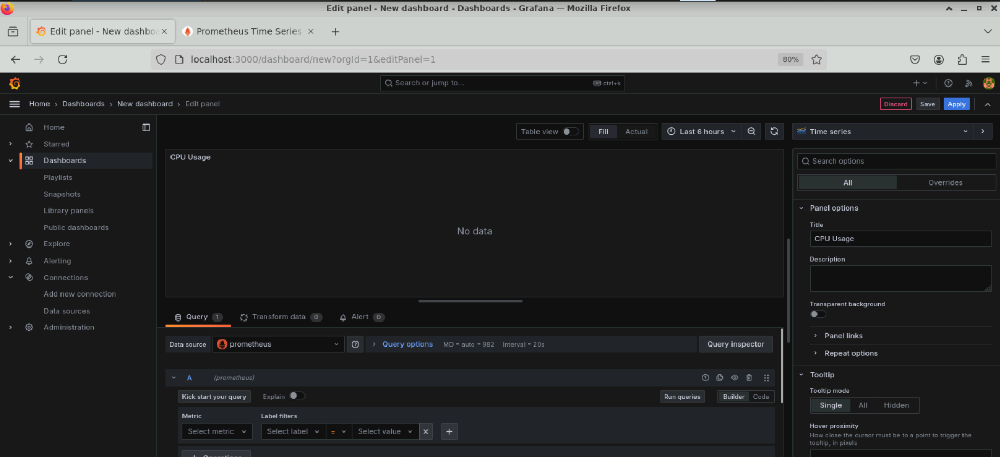 Edit panel - New dashboard - Dashboards - Grafana — Mozilla Firefox
Edit panel - New dashboa
Prometheus Time Series
localhost:3000/dashboard/new?orgId=1&editPanel=1
80%
Search or jump to...
ctrl+k
Home › Dashboards › New dashboard › Edit panel
Discard
Save
Apply
Home
Starred
Dashboards
Playlists
Snapshots
Library panels
Public dashboards
Explore
Alerting
Connections
Add new connection
Data sources
Administration
Table view
Fill
Actual
Last 6 hours
CPU Usage
No data
Query 1
Transform data 0
Alert 0
Data source
prometheus
Query options
MD = auto = 982
Interval = 20s
Query inspector
A
(prometheus)
Kick start your query
Explain
Run queries
Builder
Code
Metric
Label filters
Select metric
Select label
=
Select value
Operations
Time series
Search options
All
Overrides
Panel options
Title
CPU Usage
Description
Transparent background
Panel links
Repeat options
Tooltip
Tooltip mode
Single
All
Hidden
Hover proximity
How close the cursor must be to a point to trigger the
tooltip, in pixels